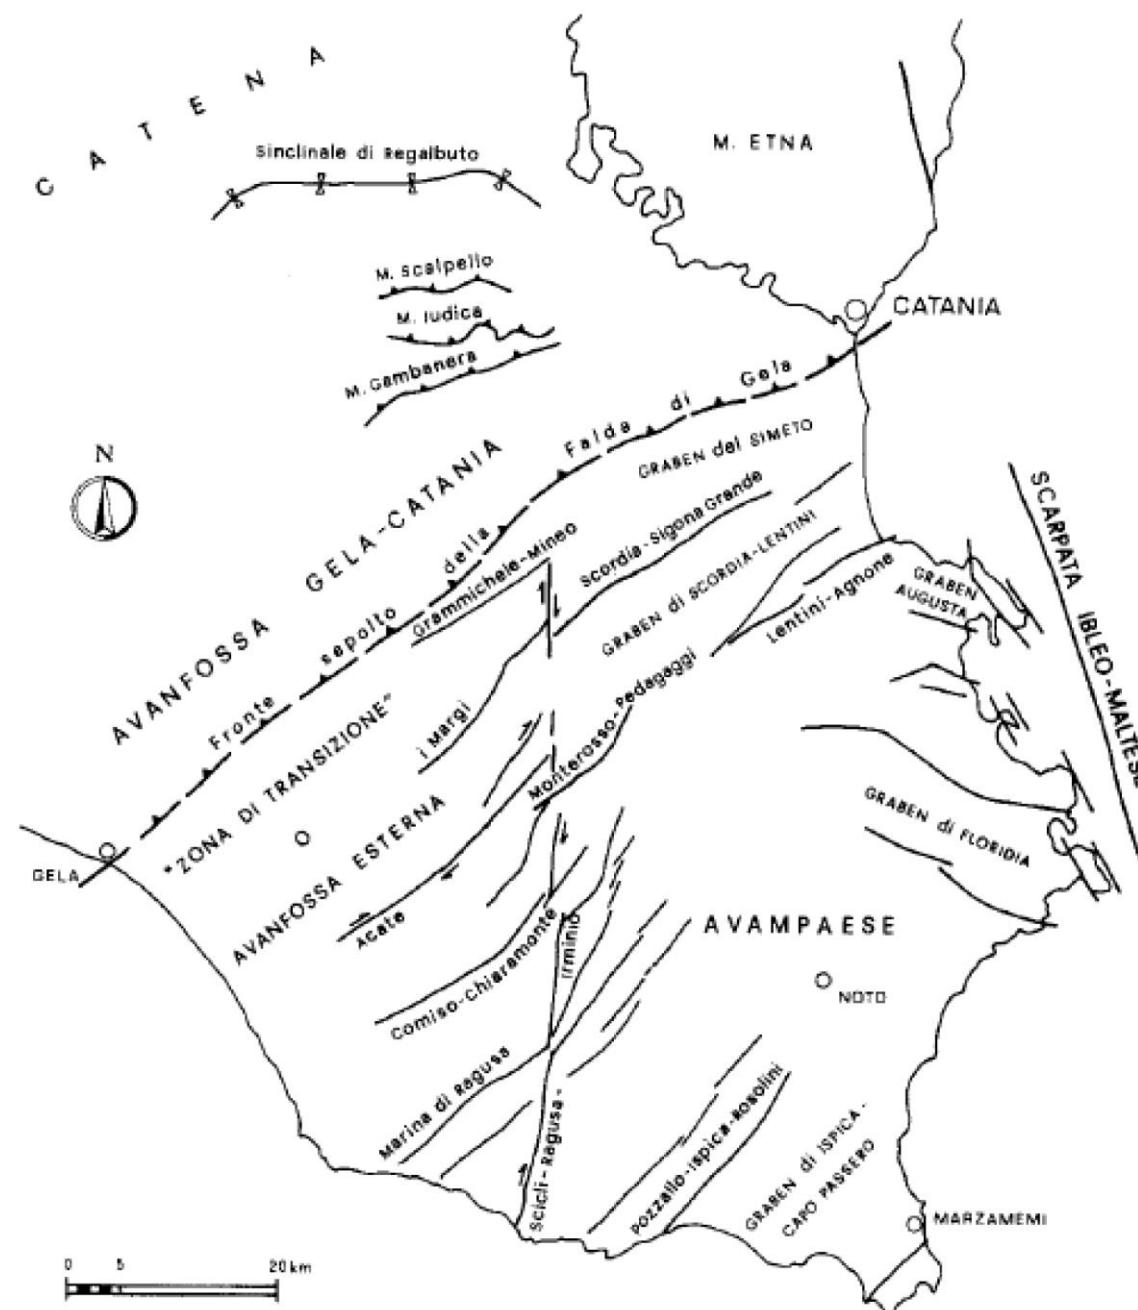 CATENA
Sinclinale di Regalbuto
M. ETNA
M. Scalpello
M. Iudica
M. Gambanera
CATANIA
N
Fronte sepolto della Falda di Gela
GRABEN del SIMETO
AVANFOSSA GELA-CATANIA
Grammichele-Mineo
Scordia-Sigona Grande
GRABEN di SCORDIA-LENTINI
Lentini-Agnone
GRABEN
AUGUSTA
SCARPATA IBLEO-MALTESE
"ZONA DI TRANSIZIONE"
i Margi
Monterosso-Pedagaggi
GELA
AVANFOSSA ESTERNA
Acate
GRABEN di FLORIDIA
AVAMPAESE
Comiso-Chiaramonte
Irminio
NOTO
Marina di Ragusa
Scicli-Ragusa-
Pozzallo-Ispica-Rosolini
GRABEN di ISPICA-
CAPO PASSERO
MARZAMEMI
0 5 20 km